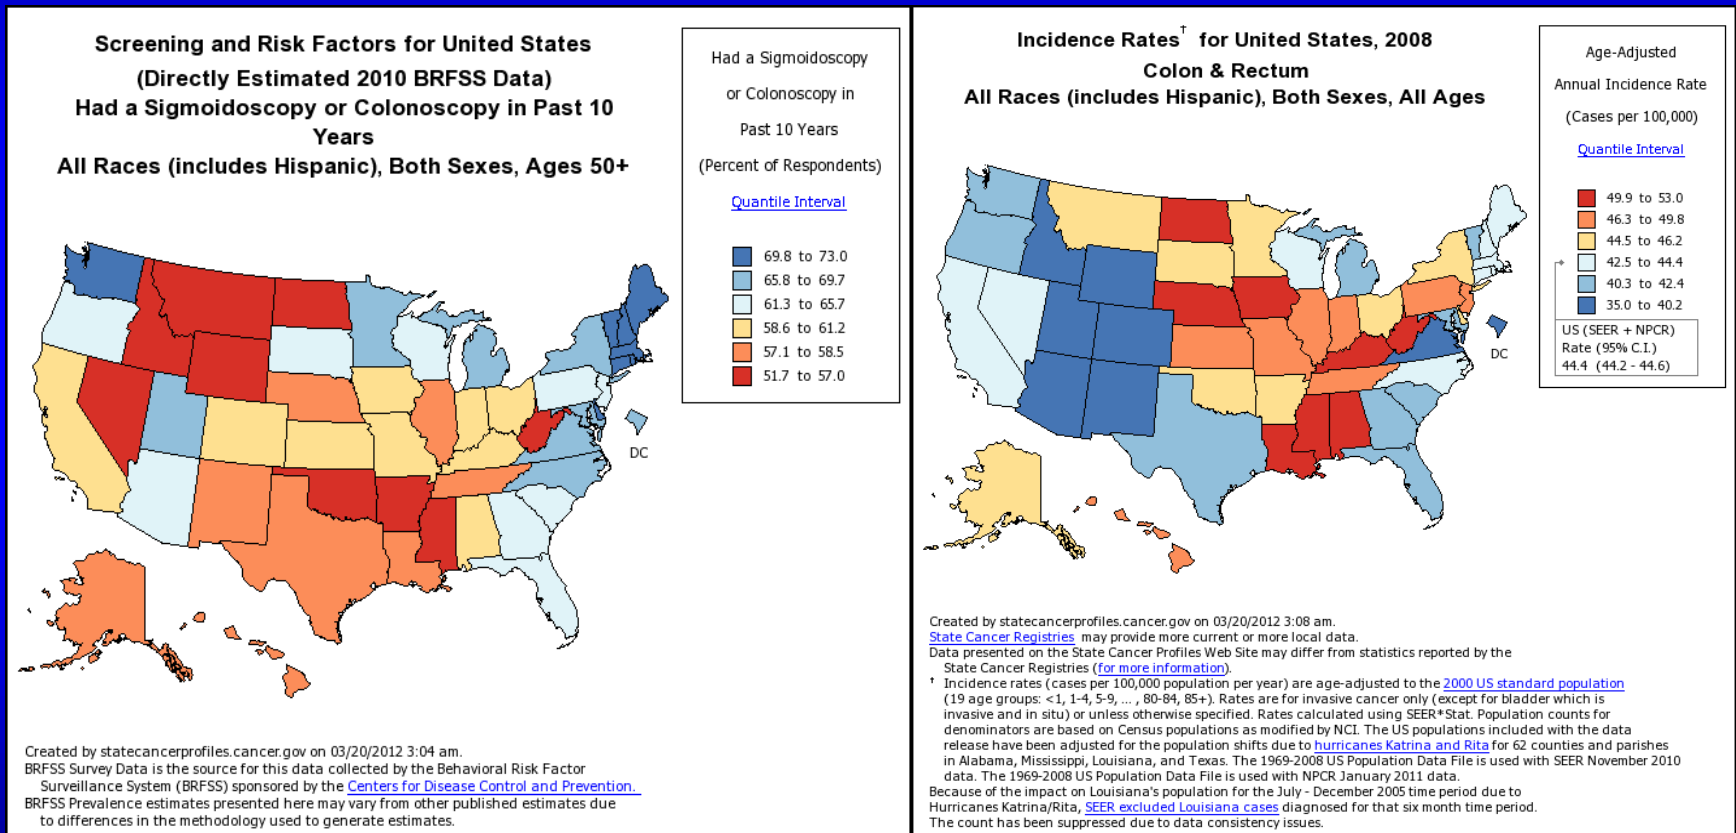 Screening and Risk Factors for United States
(Directly Estimated 2010 BRFSS Data)
Had a Sigmoidoscopy or Colonoscopy in Past 10
Years
All Races (includes Hispanic), Both Sexes, Ages 50+
Had a Sigmoidoscopy
or Colonoscopy in
Past 10 Years
(Percent of Respondents)
Quantile Interval
69.8 to 73.0
65.8 to 69.7
61.3 to 65.7
58.6 to 61.2
57.1 to 58.5
51.7 to 57.0
DC
Created by statecancerprofiles.cancer.gov on 03/20/2012 3:04 am.
BRFSS Survey Data is the source for this data collected by the Behavioral Risk Factor
Surveillance System (BRFSS) sponsored by the Centers for Disease Control and Prevention.
BRFSS Prevalence estimates presented here may vary from other published estimates due
to differences in the methodology used to generate estimates.
Incidence Rates† for United States, 2008
Colon & Rectum
All Races (includes Hispanic), Both Sexes, All Ages
Age-Adjusted
Annual Incidence Rate
(Cases per 100,000)
Quantile Interval
49.9 to 53.0
46.3 to 49.8
44.5 to 46.2
42.5 to 44.4
40.3 to 42.4
35.0 to 40.2
US (SEER + NPCR)
Rate (95% C.I.)
44.4 (44.2 - 44.6)
DC
Created by statecancerprofiles.cancer.gov on 03/20/2012 3:08 am.
State Cancer Registries may provide more current or more local data.
Data presented on the State Cancer Profiles Web Site may differ from statistics reported by the
State Cancer Registries (for more information).
† Incidence rates (cases per 100,000 population per year) are age-adjusted to the 2000 US standard population
(19 age groups: <1, 1-4, 5-9, ... , 80-84, 85+). Rates are for invasive cancer only (except for bladder which is
invasive and in situ) or unless otherwise specified. Rates calculated using SEER*Stat. Population counts for
denominators are based on Census populations as modified by NCI. The US populations included with the data
release have been adjusted for the population shifts due to hurricanes Katrina and Rita for 62 counties and parishes
in Alabama, Mississippi, Louisiana, and Texas. The 1969-2008 US Population Data File is used with SEER November 2010
data. The 1969-2008 US Population Data File is used with NPCR January 2011 data.
Because of the impact on Louisiana's population for the July - December 2005 time period due to
Hurricanes Katrina/Rita, SEER excluded Louisiana cases diagnosed for that six month time period.
The count has been suppressed due to data consistency issues.